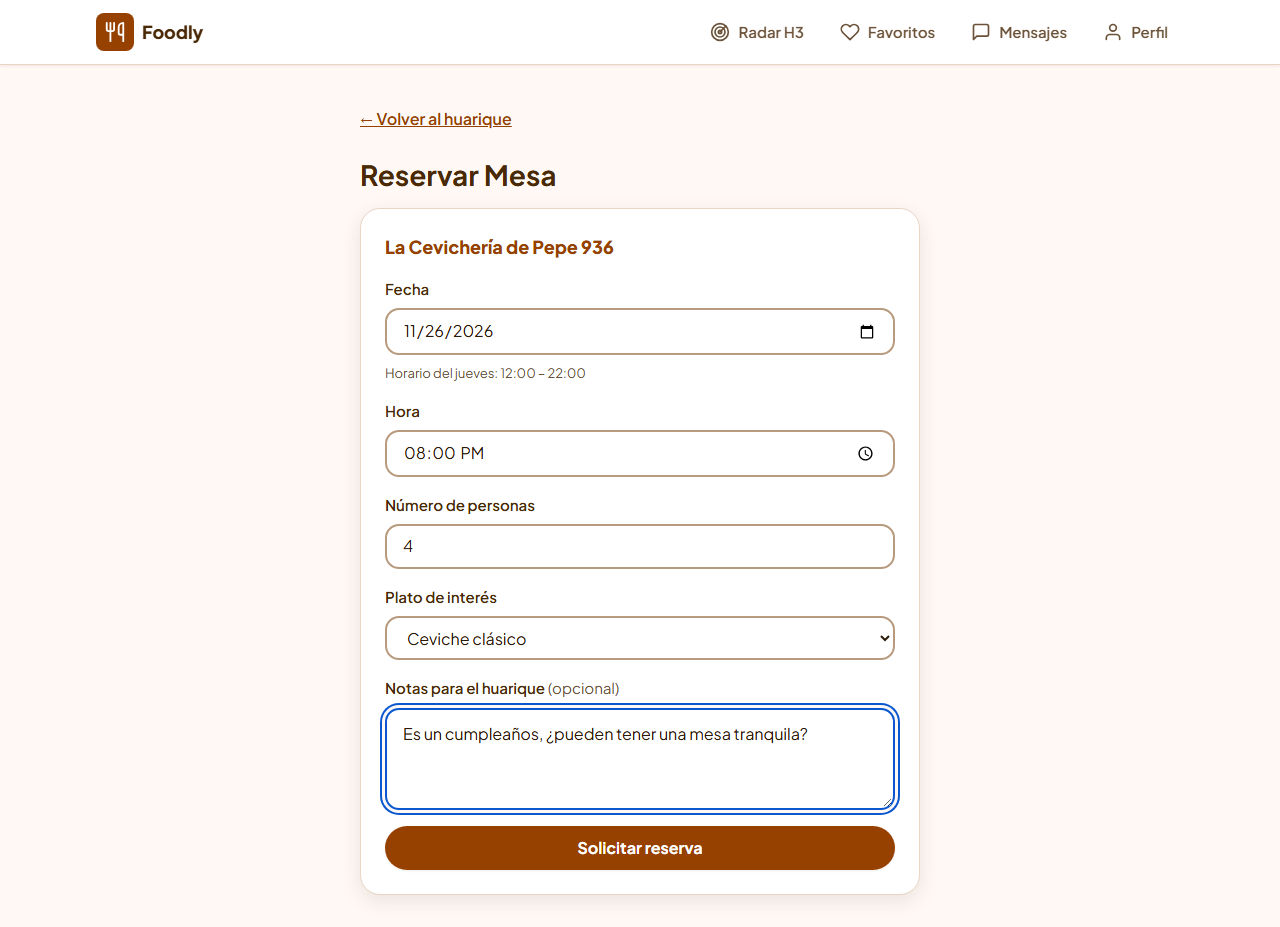 Foodly
Radar H3
Favoritos
Mensajes
Perfil
← Volver al huarique
Reservar Mesa
La Cevichería de Pepe 936
Fecha
11/26/2026
Horario del jueves: 12:00 – 22:00
Hora
08:00 PM
Número de personas
4
Plato de interés
Ceviche clásico
Notas para el huarique (opcional)
Es un cumpleaños, ¿pueden tener una mesa tranquila?
Solicitar reserva